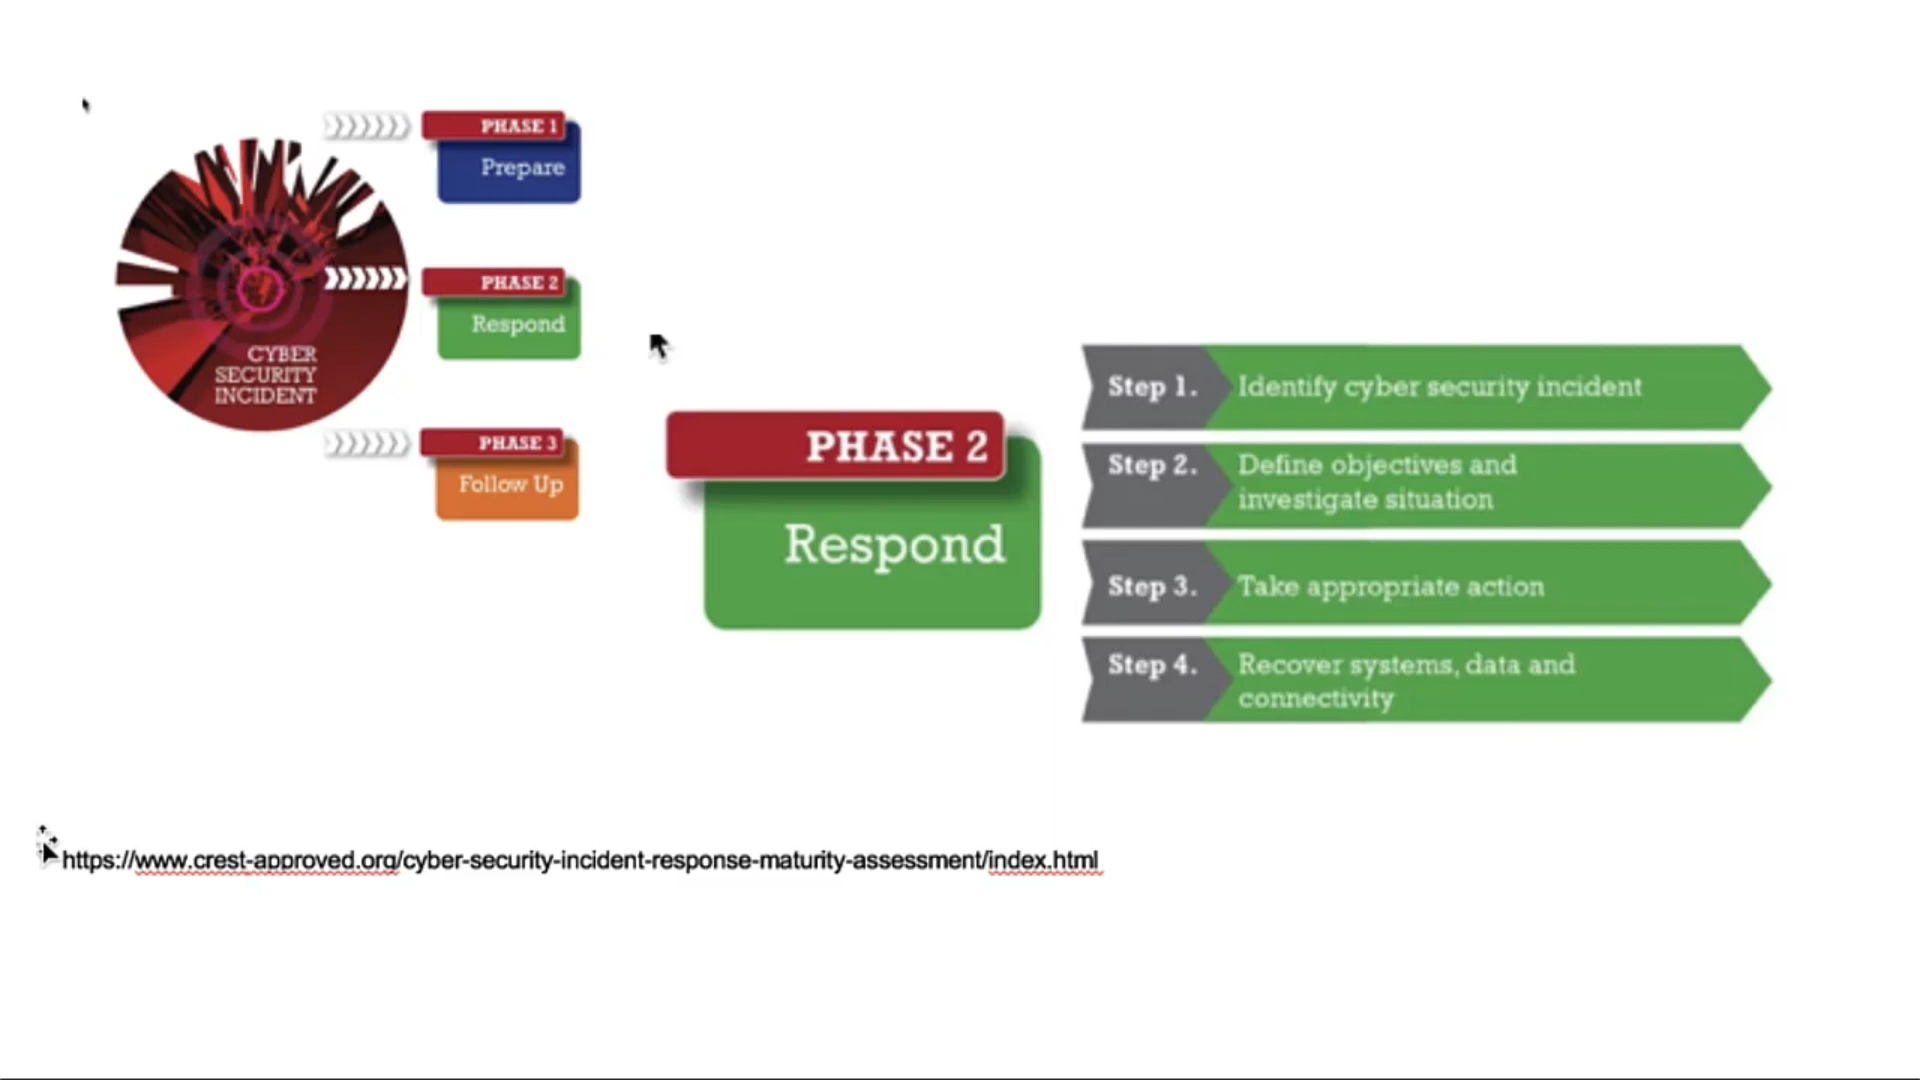 PHASE 1
Prepare
CYBER
SECURITY
INCIDENT
PHASE 2
Respond
PHASE 3
Follow Up
PHASE 2
Respond
Step 1. Identify cyber security incident
Step 2. Define objectives and
investigate situation
Step 3. Take appropriate action
Step 4. Recover systems, data and
connectivity
https://www.crest-approved.org/cyber-security-incident-response-maturity-assessment/index.html